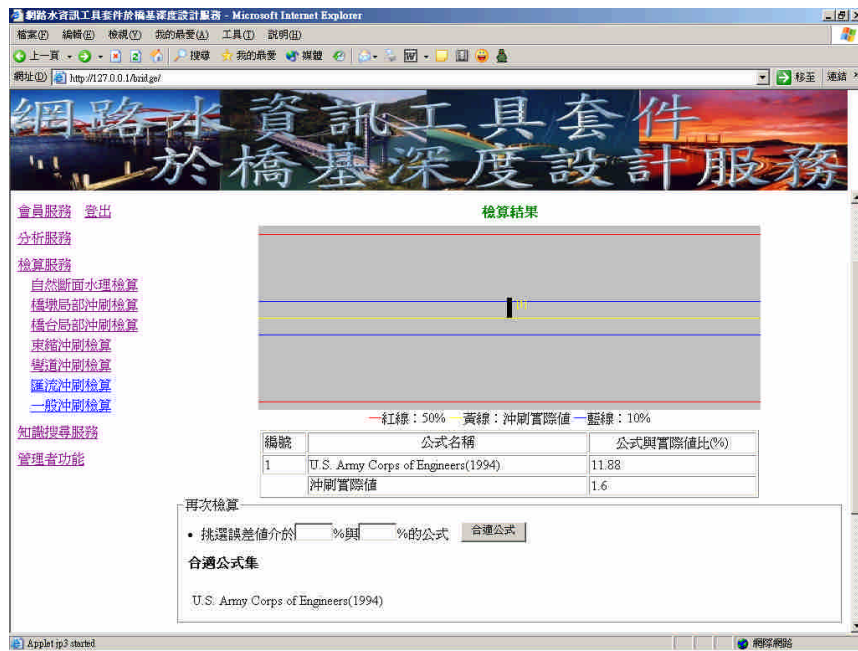 網路水資訊工具套件於橋基深度設計服務 - Microsoft Internet Explorer
檔案(F) 編輯(E) 檢視(V) 我的最愛(A) 工具(T) 說明(H)
上一頁 搜尋 我的最愛 媒體
網址(D) http://127.0.0.1/bridge/ 移至 連結
網路水資訊工具套件
於橋基深度設計服務
會員服務 登出
分析服務
檢算服務
自然斷面水理檢算
橋墩局部沖刷檢算
橋台局部沖刷檢算
束縮沖刷檢算
彎道沖刷檢算
匯流沖刷檢算
一般沖刷檢算
知識搜尋服務
管理者功能
檢算結果
一紅線:50% 黃線:沖刷實際值 一藍線:10%
編號 公式名稱 公式與實際值比(%)
1 U.S. Army Corps of Engineers(1994) 11.88
沖刷實際值 1.6
再次檢算
• 挑選誤差值介於 %與 %的公式 合適公式
合適公式集
U.S. Army Corps of Engineers(1994)
Applet jp3 started 網際網路